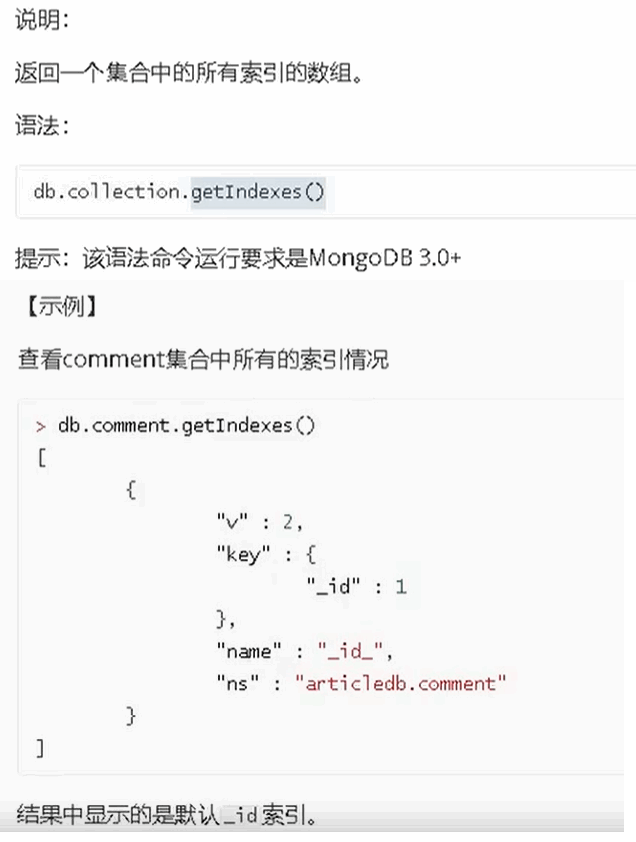 说明：
返回一个集合中的所有索引的数组。
语法：
db.collection.getIndexes()
提示：该语法命令运行要求是MongoDB 3.0+
【示例】
查看comment集合中所有的索引情况
> db.comment.getIndexes()
[
{
"v" : 2,
"key" : {
"_id" : 1
},
"name" : "_id_",
"ns" : "articledb.comment"
}
]
结果中显示的是默认 _id 索引。